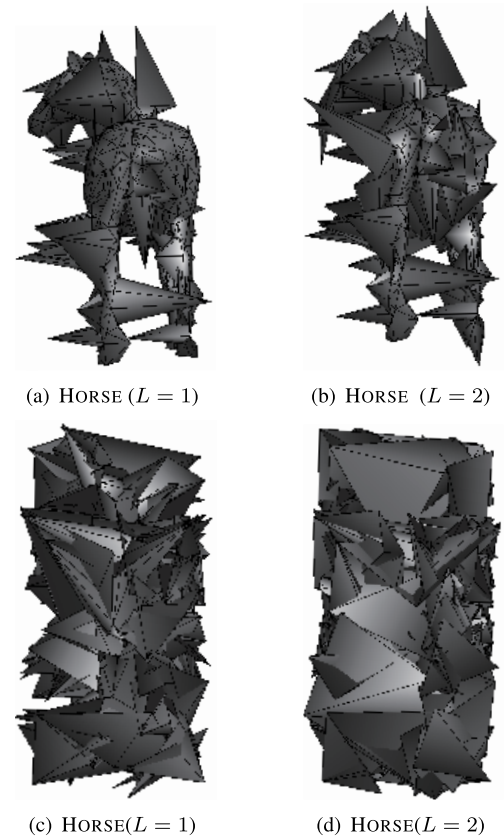 (a) HORSE (L = 1)
(b) HORSE (L = 2)
(c) HORSE(L = 1)
(d) HORSE(L = 2)